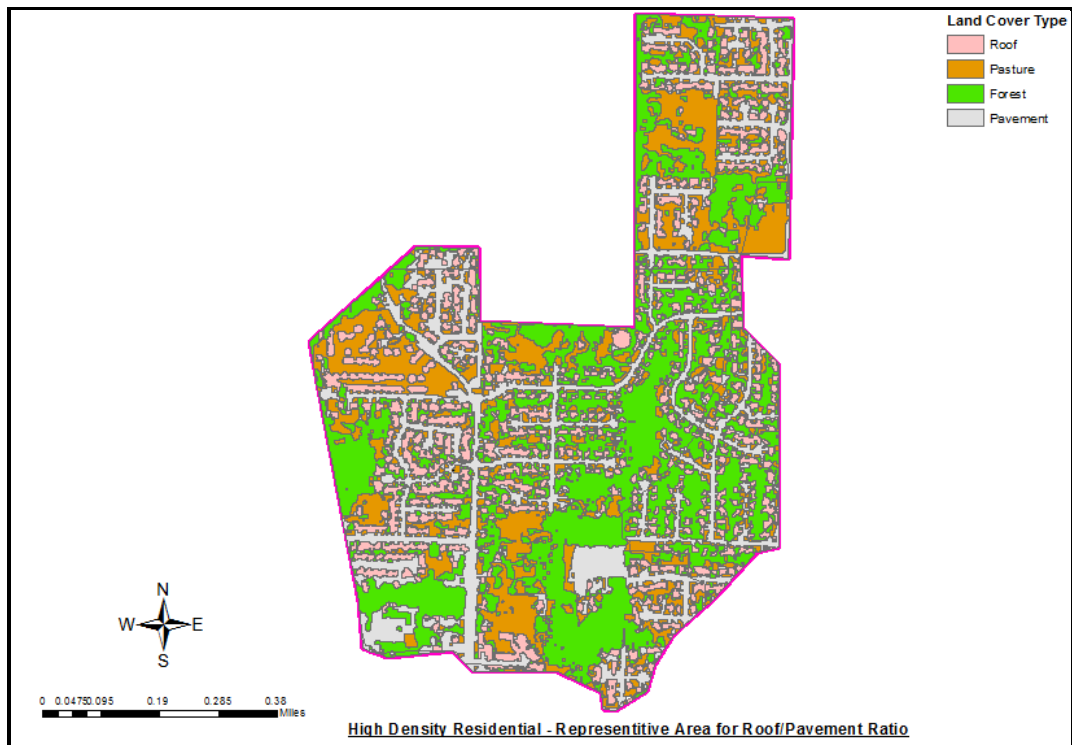 Land Cover Type
Roof
Pasture
Forest
Pavement
N
W E
S
0 0.0475 0.095 0.19 0.285 0.38
Miles
High Density Residential - Representitive Area for Roof/Pavement Ratio